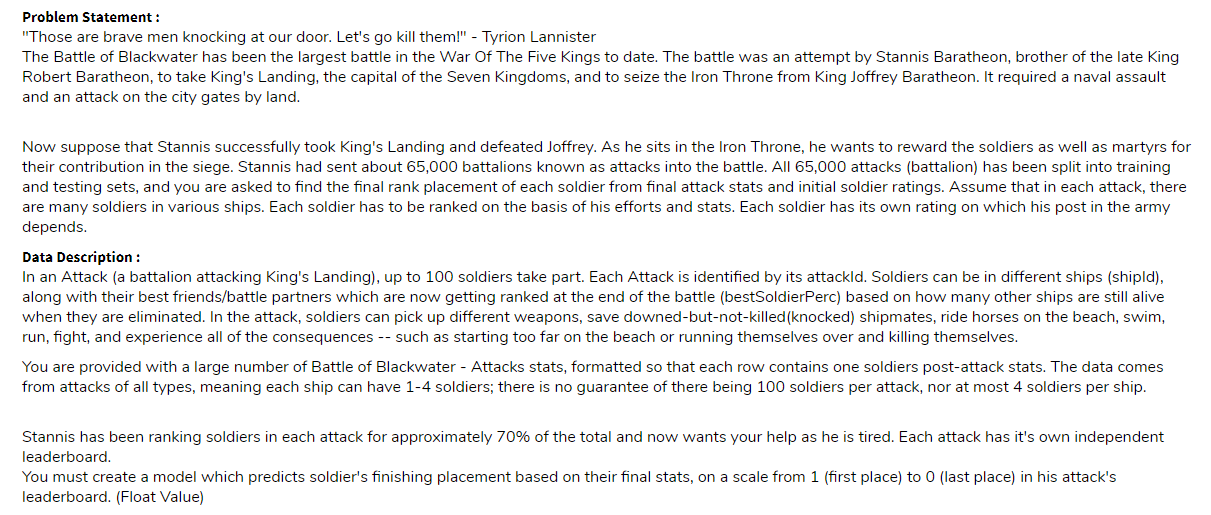 Problem Statement :
"Those are brave men knocking at our door. Let's go kill them!" - Tyrion Lannister
The Battle of Blackwater has been the largest battle in the War Of The Five Kings to date. The battle was an attempt by Stannis Baratheon, brother of the late King
Robert Baratheon, to take King's Landing, the capital of the Seven Kingdoms, and to seize the Iron Throne from King Joffrey Baratheon. It required a naval assault
and an attack on the city gates by land.
Now suppose that Stannis successfully took King's Landing and defeated Joffrey. As he sits in the Iron Throne, he wants to reward the soldiers as well as martyrs for
their contribution in the siege. Stannis had sent about 65,000 battalions known as attacks into the battle. All 65,000 attacks (battalion) has been split into training
and testing sets, and you are asked to find the final rank placement of each soldier from final attack stats and initial soldier ratings. Assume that in each attack, there
are many soldiers in various ships. Each soldier has to be ranked on the basis of his efforts and stats. Each soldier has its own rating on which his post in the army
depends.
Data Description :
In an Attack (a battalion attacking King's Landing), up to 100 soldiers take part. Each Attack is identified by its attackId. Soldiers can be in different ships (shipId),
along with their best friends/battle partners which are now getting ranked at the end of the battle (bestSoldierPerc) based on how many other ships are still alive
when they are eliminated. In the attack, soldiers can pick up different weapons, save downed-but-not-killed(knocked) shipmates, ride horses on the beach, swim,
run, fight, and experience all of the consequences -- such as starting too far on the beach or running themselves over and killing themselves.
You are provided with a large number of Battle of Blackwater - Attacks stats, formatted so that each row contains one soldiers post-attack stats. The data comes
from attacks of all types, meaning each ship can have 1-4 soldiers; there is no guarantee of there being 100 soldiers per attack, nor at most 4 soldiers per ship.
Stannis has been ranking soldiers in each attack for approximately 70% of the total and now wants your help as he is tired. Each attack has it's own independent
leaderboard.
You must create a model which predicts soldier's finishing placement based on their final stats, on a scale from 1 (first place) to 0 (last place) in his attack's
leaderboard. (Float Value)